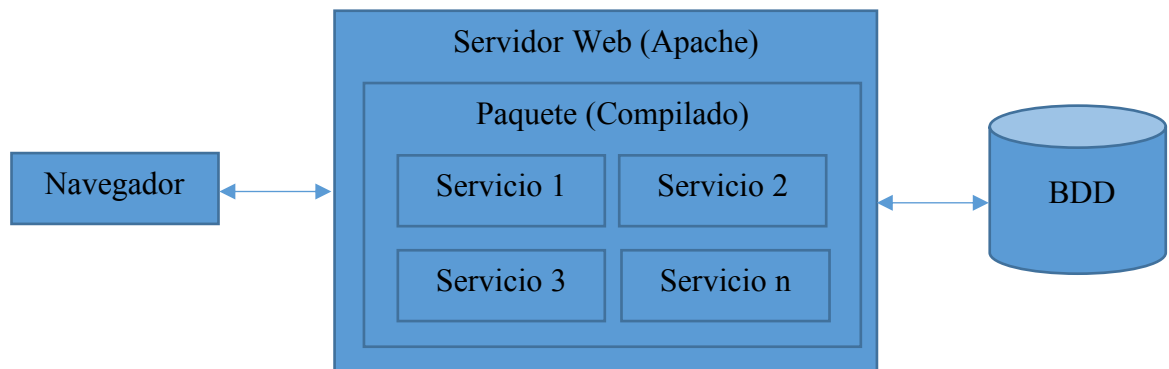 Servidor Web (Apache)
Paquete (Compilado)
Navegador
Servicio 1
Servicio 2
BDD
Servicio 3
Servicio n